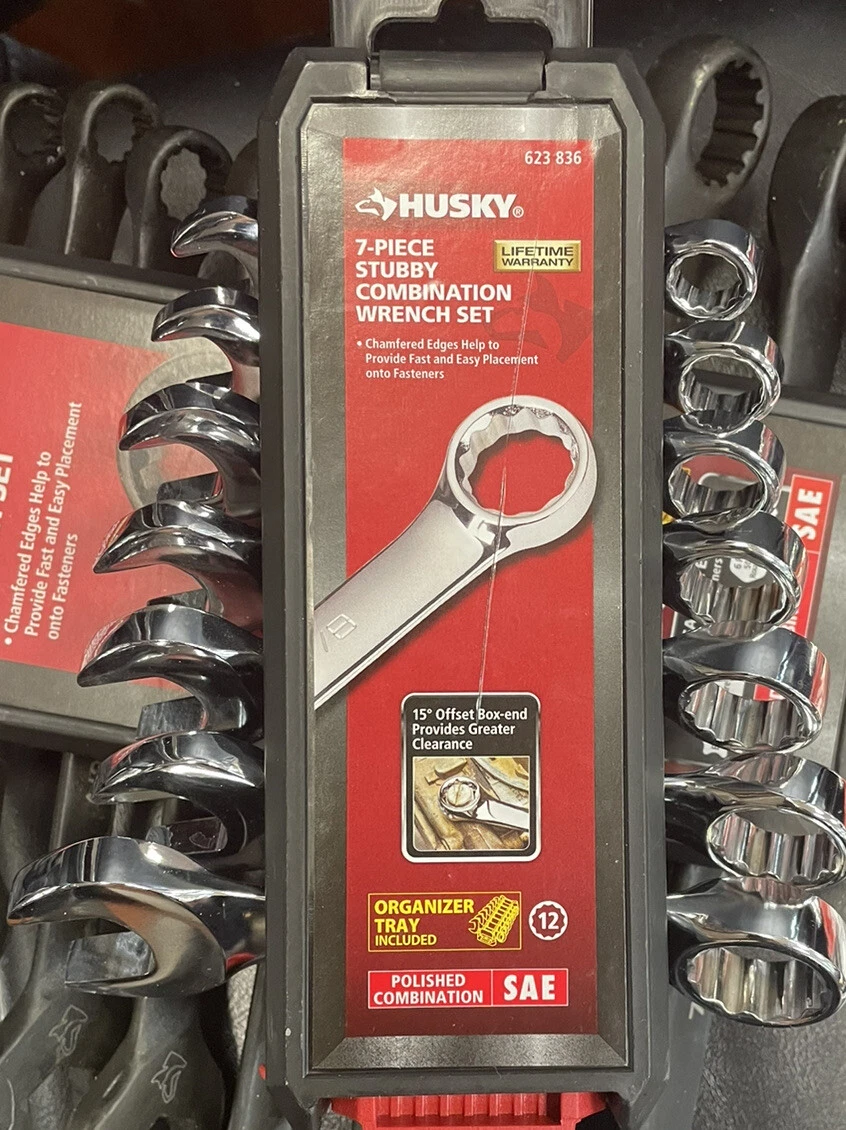 623 836
HUSKY®
7-PIECE
STUBBY
COMBINATION
WRENCH SET
LIFETIME
WARRANTY
• Chamfered Edges Help to
Provide Fast and Easy Placement
onto Fasteners
15° Offset Box-end
Provides Greater
Clearance
ORGANIZER
TRAY
INCLUDED
12
POLISHED
COMBINATION
SAE
• Chamfered Edges Help to
Provide Fast and Easy Placement
onto Fasteners
SAE